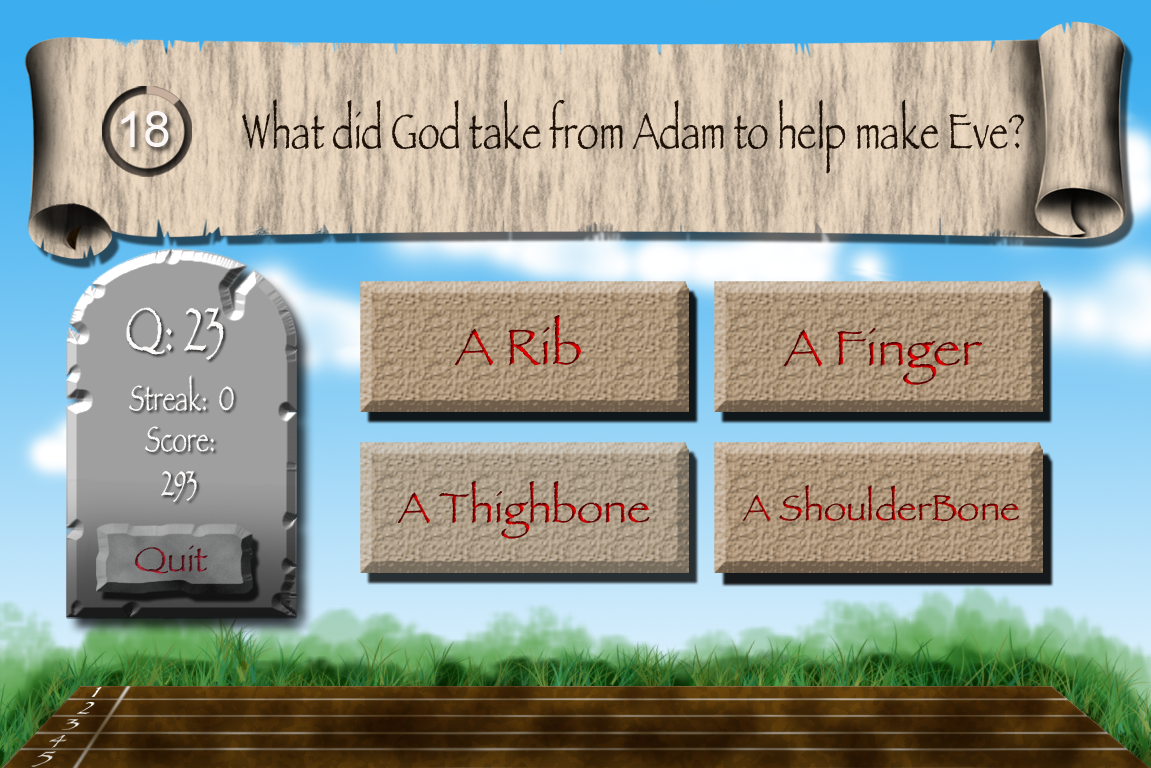 18
What did God take from Adam to help make Eve?
Q: 23
Streak: 0
Score:
293
Quit
A Rib
A Finger
A Thighbone
A ShoulderBone
1
2
3
4
5